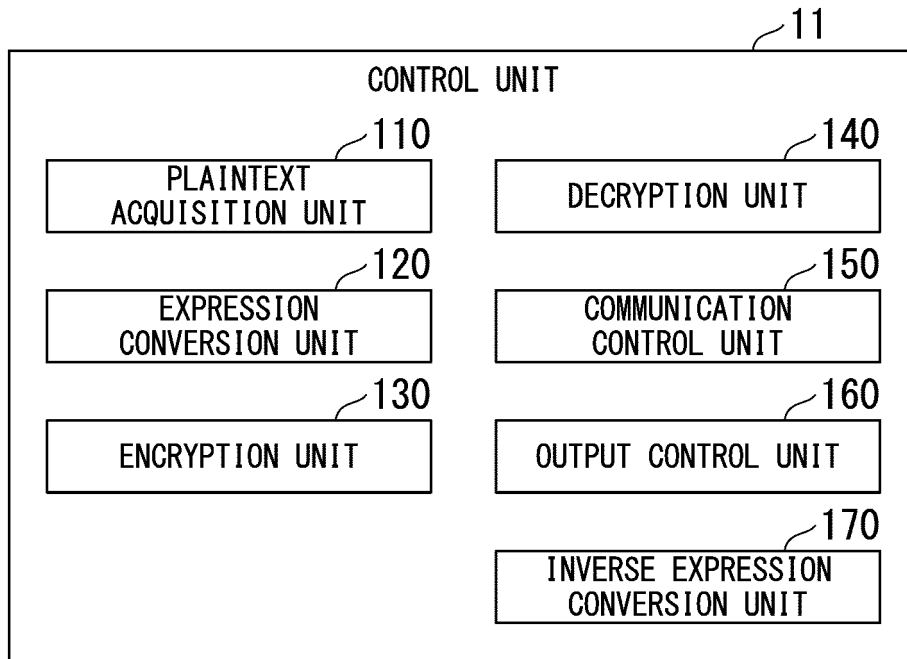 11
CONTROL UNIT
110
PLAINTEXT
ACQUISITION UNIT
120
EXPRESSION
CONVERSION UNIT
130
ENCRYPTION UNIT
140
DECRYPTION UNIT
150
COMMUNICATION
CONTROL UNIT
160
OUTPUT CONTROL UNIT
170
INVERSE EXPRESSION
CONVERSION UNIT